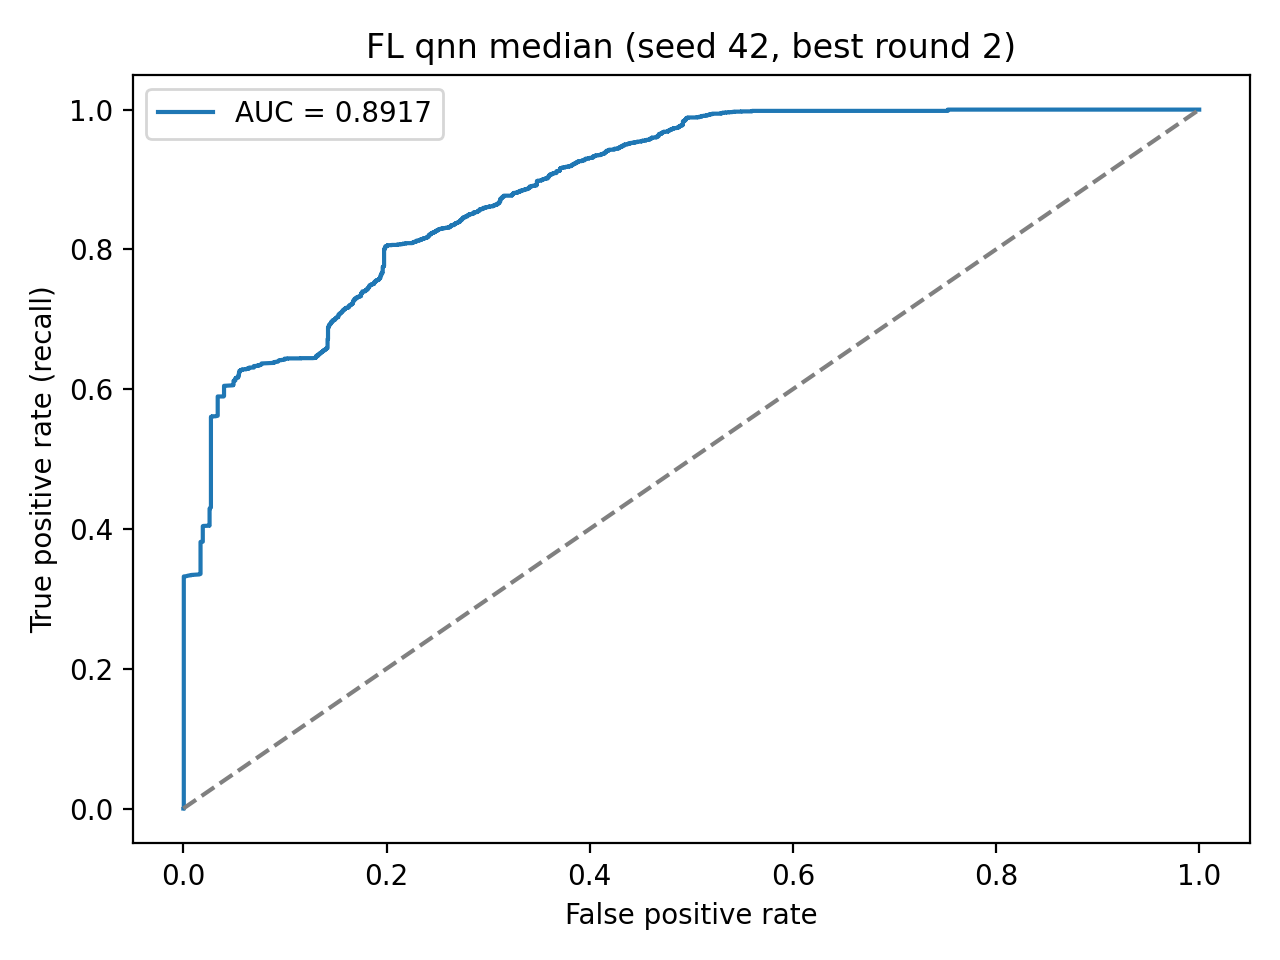 FL qnn median (seed 42, best round 2)
AUC = 0.8917
True positive rate (recall)
1.0
0.8
0.6
0.4
0.2
0.0
0.0 0.2 0.4 0.6 0.8 1.0
False positive rate